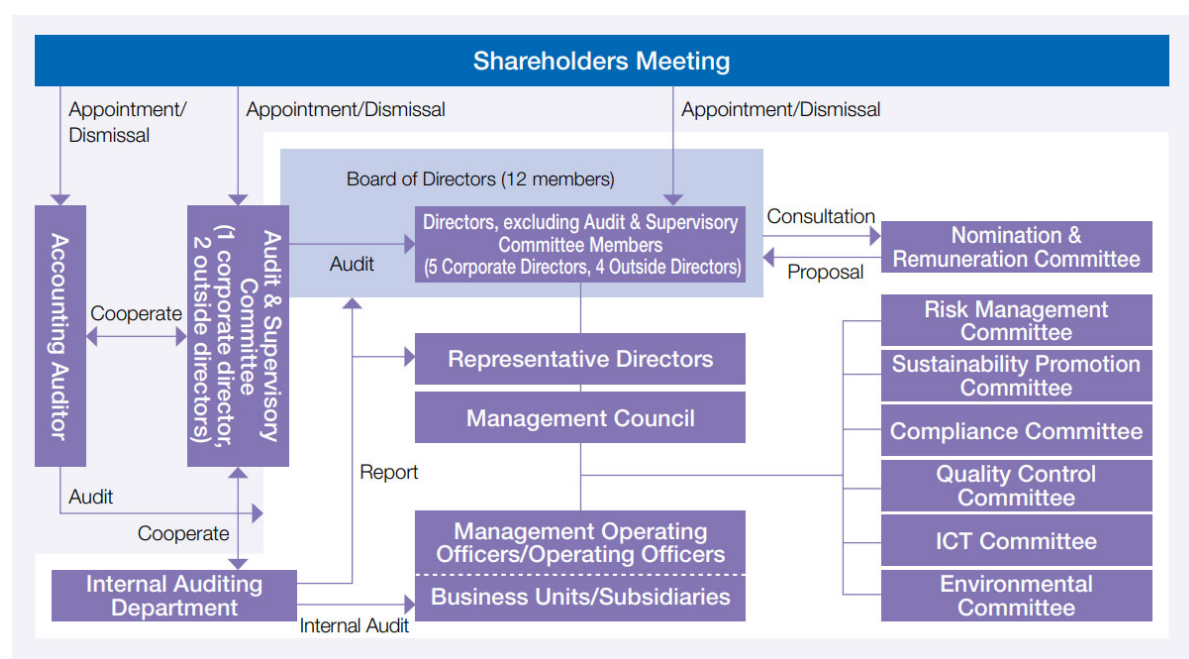 Shareholders Meeting
Appointment/
Dismissal
Appointment/Dismissal
Appointment/Dismissal
Board of Directors (12 members)
Accounting Auditor
Cooperate
Audit & Supervisory
Committee
(1 corporate director,
2 outside directors)
Audit
Directors, excluding Audit & Supervisory
Committee Members
(5 Corporate Directors, 4 Outside Directors)
Consultation
Proposal
Nomination &
Remuneration Committee
Representative Directors
Management Council
Risk Management
Committee
Sustainability Promotion
Committee
Compliance Committee
Quality Control
Committee
ICT Committee
Environmental
Committee
Report
Audit
Cooperate
Internal Auditing
Department
Internal Audit
Management Operating
Officers/Operating Officers
Business Units/Subsidiaries